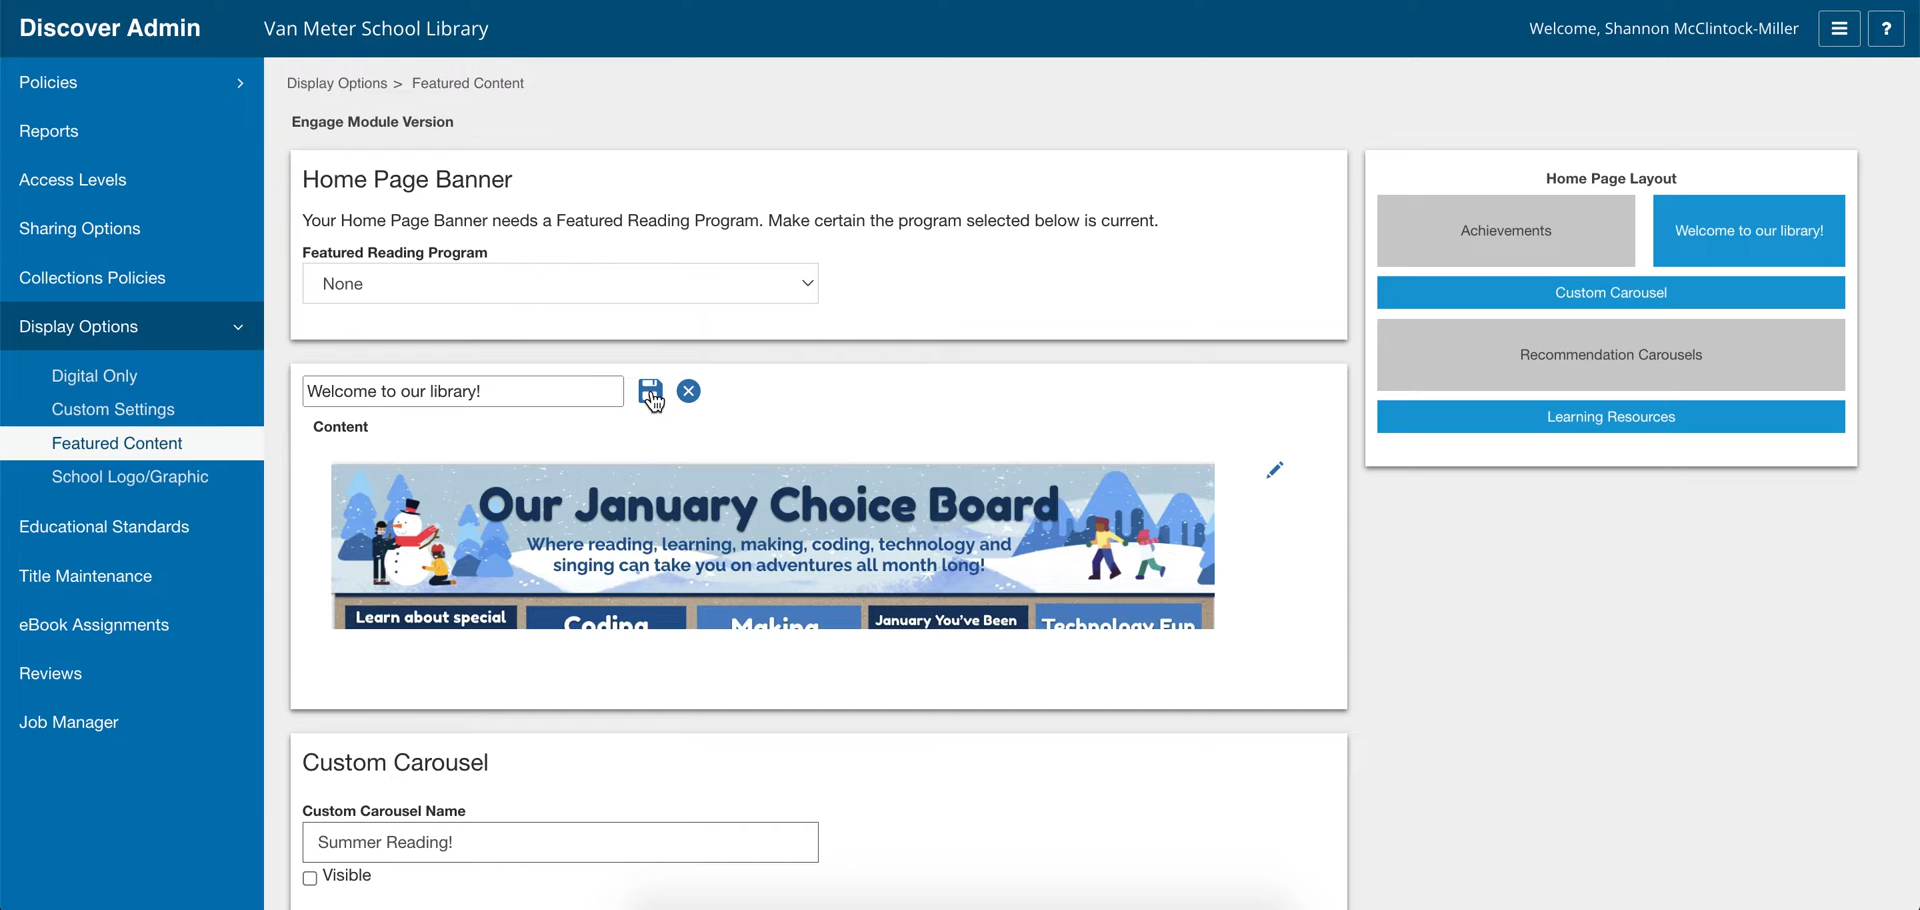 Discover Admin
Van Meter School Library
Welcome, Shannon McClintock-Miller
?
Policies
Reports
Access Levels
Sharing Options
Collections Policies
Display Options
Digital Only
Custom Settings
Featured Content
School Logo/Graphic
Educational Standards
Title Maintenance
eBook Assignments
Reviews
Job Manager
Display Options > Featured Content
Engage Module Version
Home Page Banner
Your Home Page Banner needs a Featured Reading Program. Make certain the program selected below is current.
Featured Reading Program
None
Welcome to our library!
Content
Our January Choice Board
Where reading, learning, making, coding, technology and
singing can take you on adventures all month long!
Learn about special
Coding
Making
January You've Been
Technology Fun
Custom Carousel
Custom Carousel Name
Summer Reading!
Visible
Home Page Layout
Achievements
Welcome to our library!
Custom Carousel
Recommendation Carousels
Learning Resources